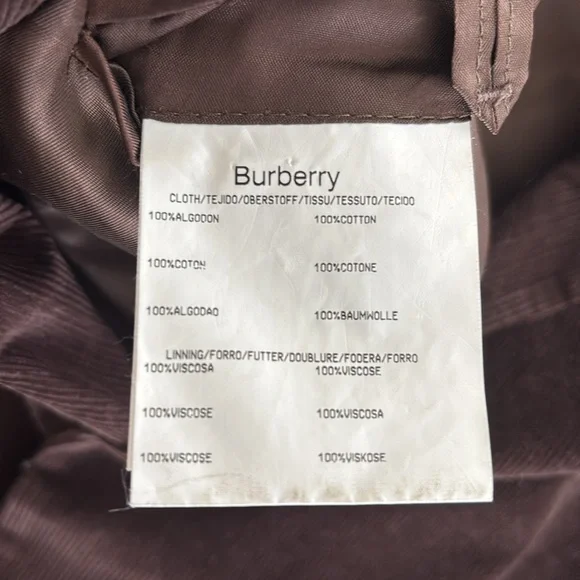 Burberry
CLOTH/TEJIDO/OBERSTOFF/TISSU/TESSUTO/TECIDO
100%ALGODON 100%COTTON
100%COTON 100%COTONE
100%ALGODAO 100%BAUMWOLLE
LINNING/FORRO/FUTTER/DOUBLURE/FODERA/FORRO
100%VISCOSA 100%VISCOSE
100%VISCOSE 100%VISCOSA
100%VISCOSE 100%VISKOSE